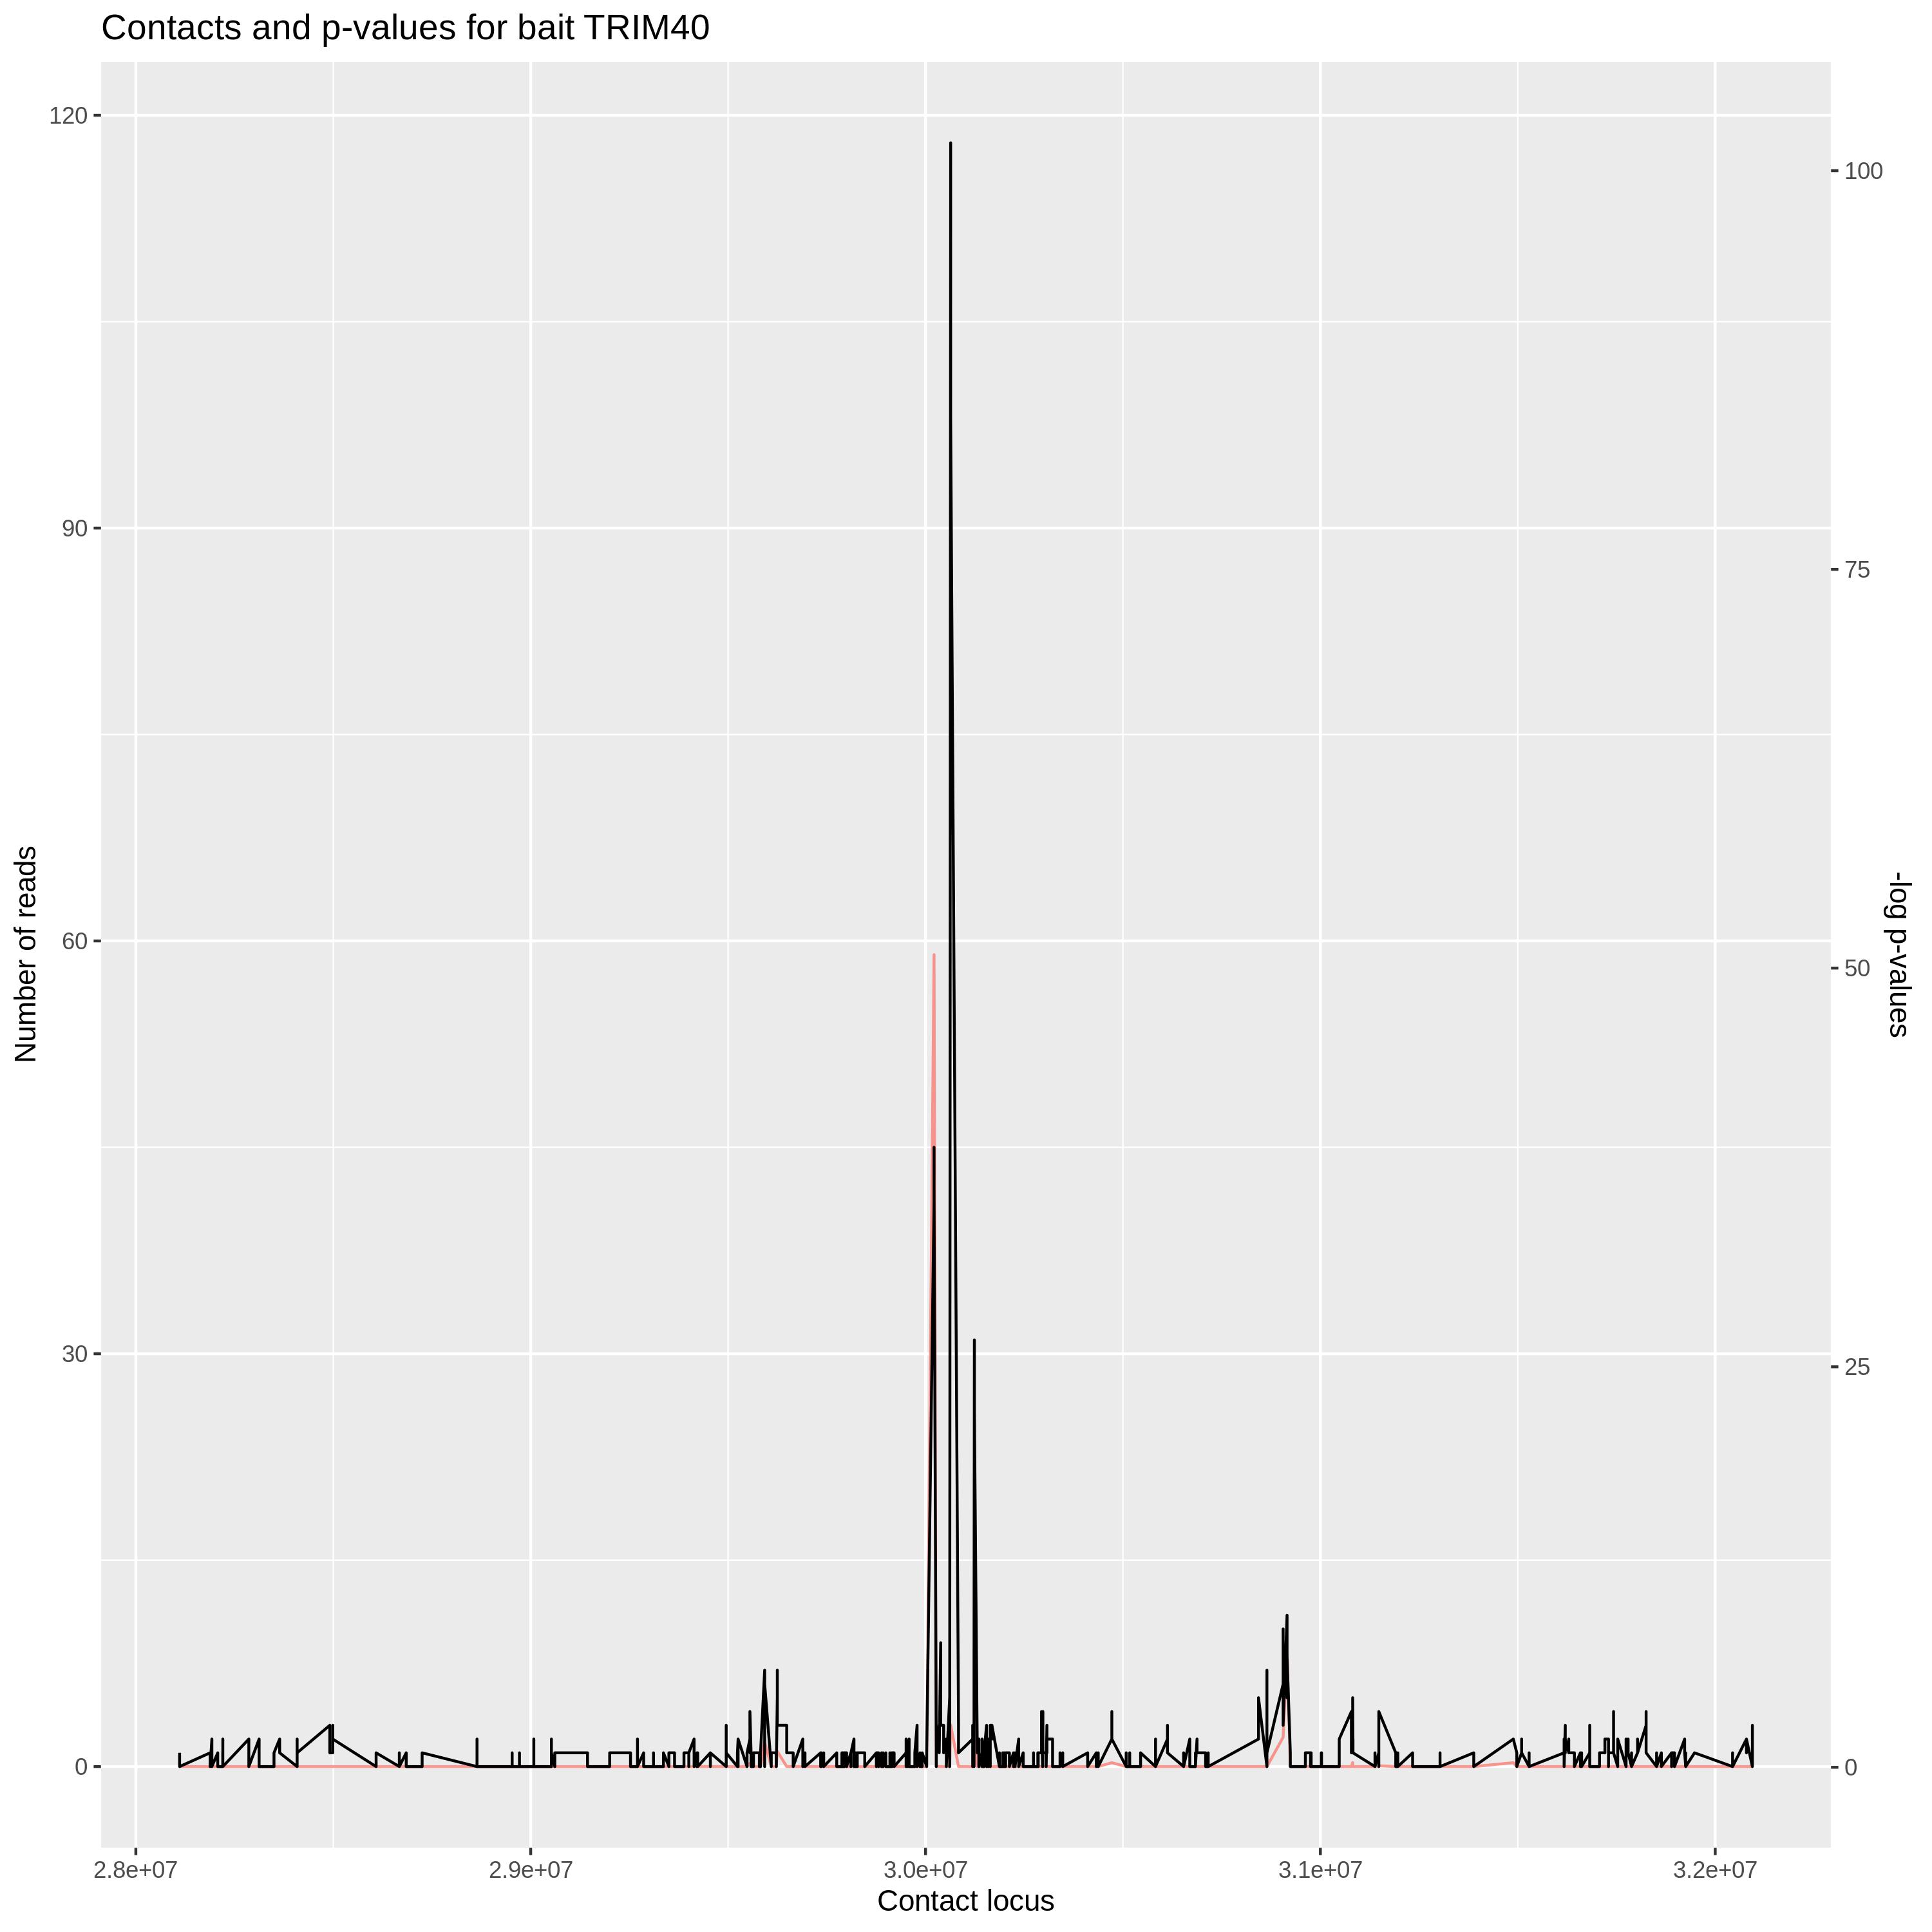 Contacts and p-values for bait TRIM40
120
90
60
30
0
Number of reads
100
75
50
25
0
-log p-values
2.8e+07
2.9e+07
3.0e+07
3.1e+07
3.2e+07
Contact locus